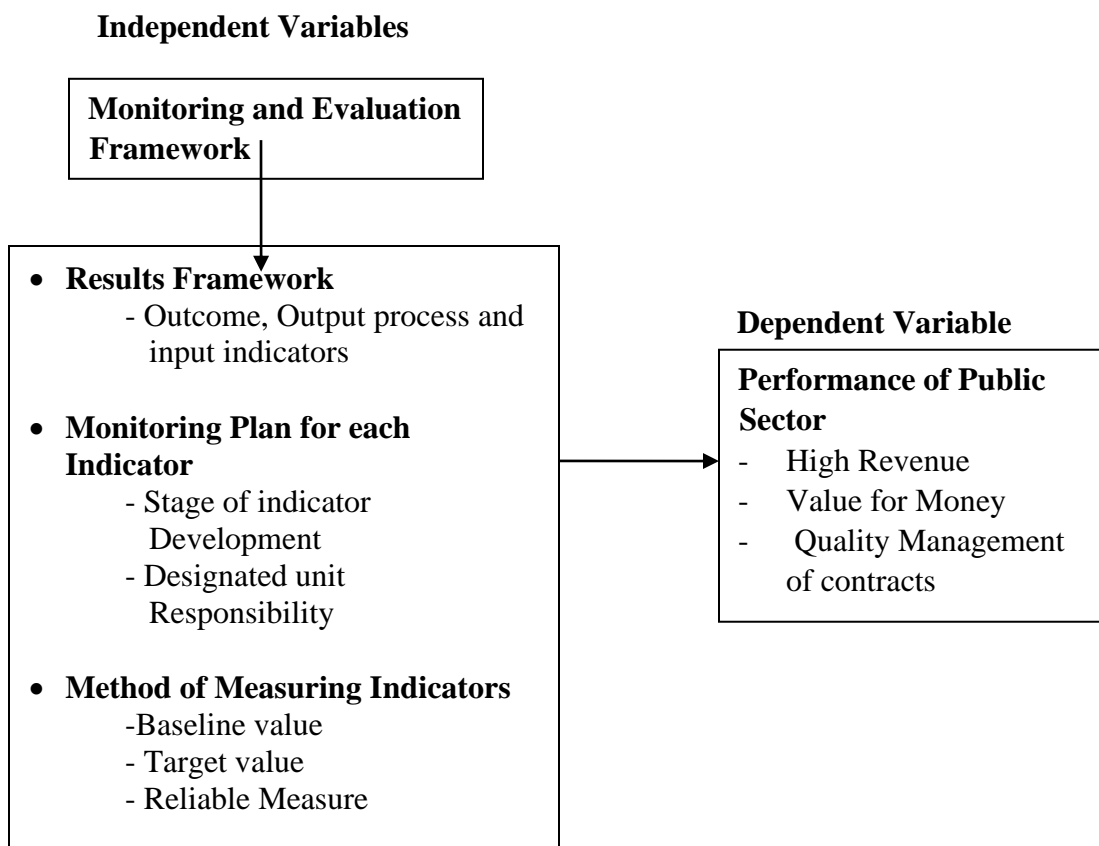 Independent Variables
Monitoring and Evaluation
Framework
• Results Framework
- Outcome, Output process and
input indicators
• Monitoring Plan for each
Indicator
- Stage of indicator
Development
- Designated unit
Responsibility
• Method of Measuring Indicators
-Baseline value
- Target value
- Reliable Measure
Dependent Variable
Performance of Public
Sector
- High Revenue
- Value for Money
- Quality Management
of contracts